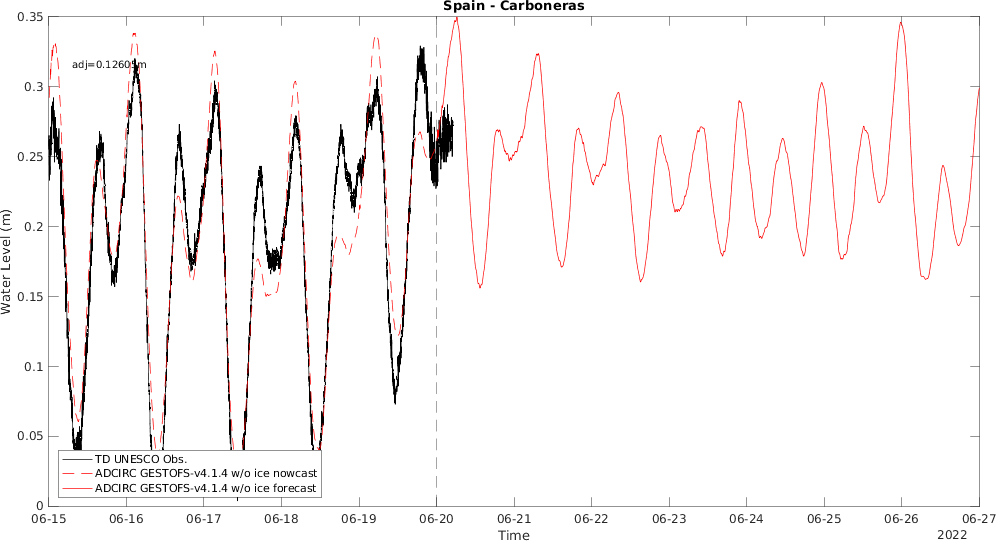 Spain - Carboneras
0.35
adj=0.1260 m
0.3
0.25
0.2
Water Level (m)
0.15
0.1
0.05
0
TD UNESCO Obs.
ADCIRC GESTOFS-v4.1.4 w/o ice nowcast
ADCIRC GESTOFS-v4.1.4 w/o ice forecast
06-15 06-16 06-17 06-18 06-19 06-20 06-21 06-22 06-23 06-24 06-25 06-26 06-27
Time
2022